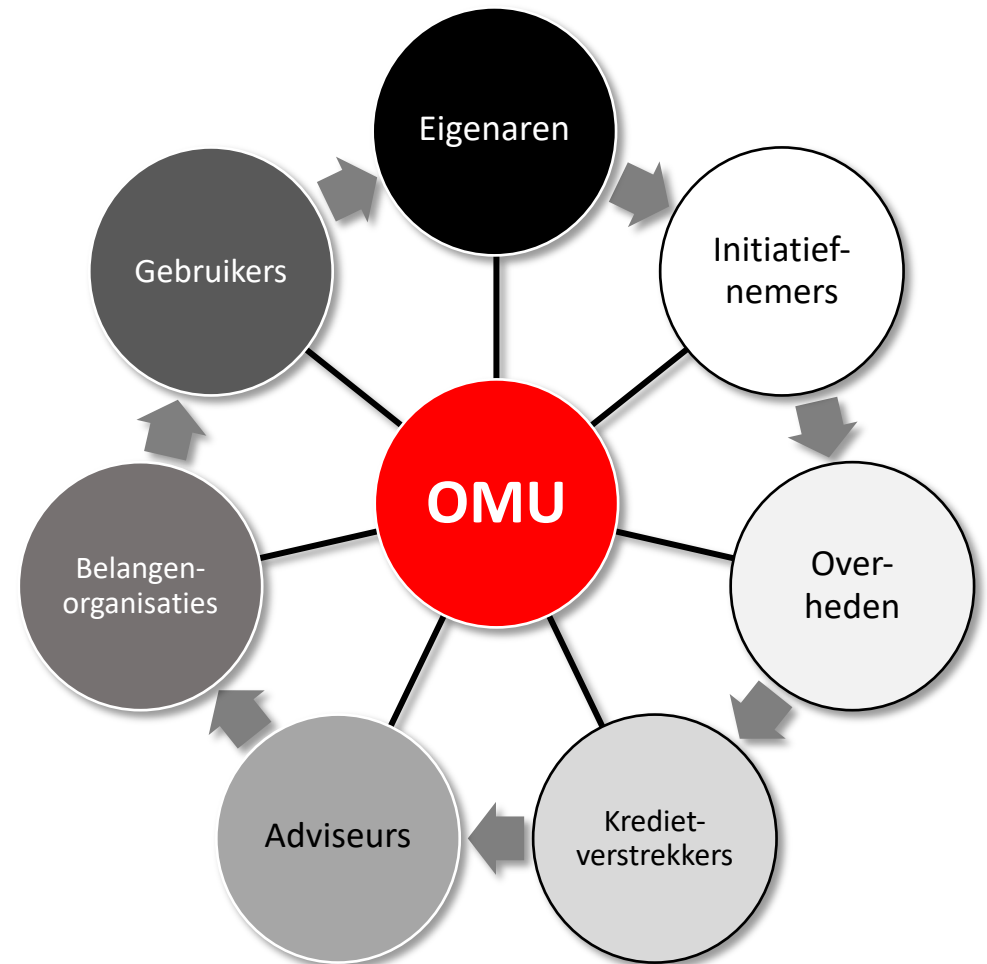 Eigenaren
Initiatief-
nemers
Over-
heden
Krediet-
verstrekkers
Adviseurs
Belangen-
organisaties
Gebruikers
OMU